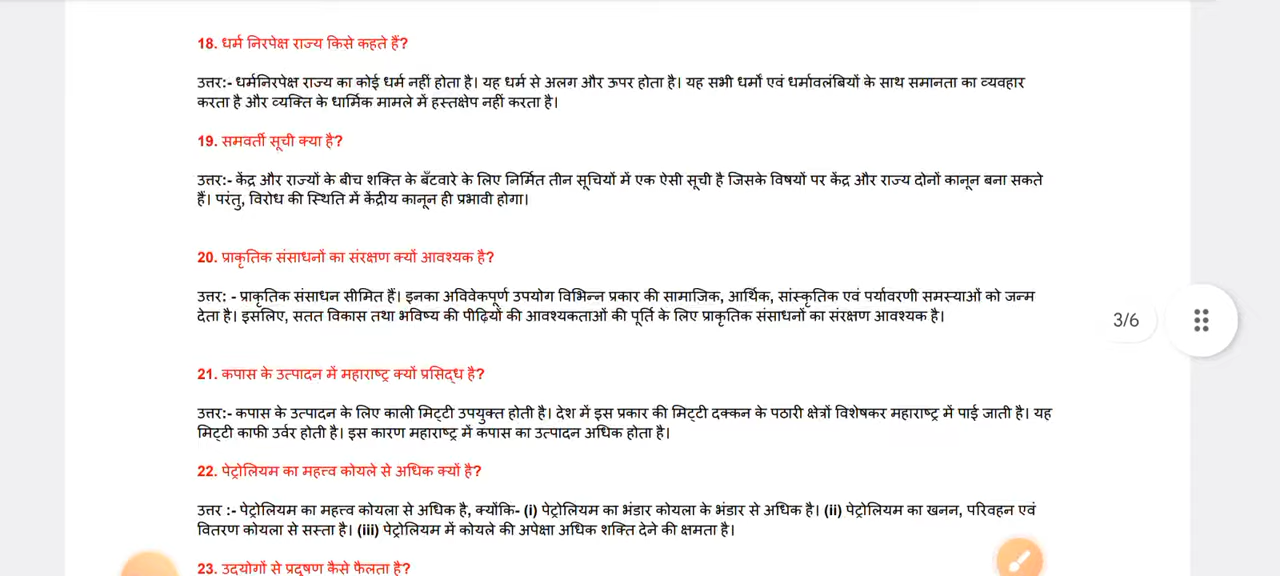 18. धर्म निरपेक्ष राज्य किसे कहते हैं?
उत्तर:- धर्मनिरपेक्ष राज्य का कोई धर्म नहीं होता है। यह धर्म से अलग और ऊपर होता है। यह सभी धर्मों एवं धर्मावलंबियों के साथ समानता का व्यवहार
करता है और व्यक्ति के धार्मिक मामले में हस्तक्षेप नहीं करता है।
19. समवर्ती सूची क्या है?
उत्तर:- केंद्र और राज्यों के बीच शक्ति के बँटवारे के लिए निर्मित तीन सूचियों में एक ऐसी सूची है जिसके विषयों पर केंद्र और राज्य दोनों कानून बना सकते
हैं। परंतु, विरोध की स्थिति में केंद्रीय कानून ही प्रभावी होगा।
20. प्राकृतिक संसाधनों का संरक्षण क्यों आवश्यक है?
उत्तर: - प्राकृतिक संसाधन सीमित हैं। इनका अविवेकपूर्ण उपयोग विभिन्न प्रकार की सामाजिक, आर्थिक, सांस्कृतिक एवं पर्यावरणी समस्याओं को जन्म
देता है। इसलिए, सतत विकास तथा भविष्य की पीढ़ियों की आवश्यकताओं की पूर्ति के लिए प्राकृतिक संसाधनों का संरक्षण आवश्यक है।
3/6
21. कपास के उत्पादन में महाराष्ट्र क्यों प्रसिद्ध है?
उत्तर:- कपास के उत्पादन के लिए काली मिट्टी उपयुक्त होती है। देश में इस प्रकार की मिट्टी दक्कन के पठारी क्षेत्रों विशेषकर महाराष्ट्र में पाई जाती है। यह
मिट्टी काफी उर्वर होती है। इस कारण महाराष्ट्र में कपास का उत्पादन अधिक होता है।
22. पेट्रोलियम का महत्त्व कोयले से अधिक क्यों है?
उत्तर :- पेट्रोलियम का महत्त्व कोयला से अधिक है, क्योंकि- (i) पेट्रोलियम का भंडार कोयला के भंडार से अधिक है। (ii) पेट्रोलियम का खनन, परिवहन एवं
वितरण कोयला से सस्ता है। (iii) पेट्रोलियम में कोयले की अपेक्षा अधिक शक्ति देने की क्षमता है।
23. उद्योगों से प्रदूषण कैसे फैलता है?